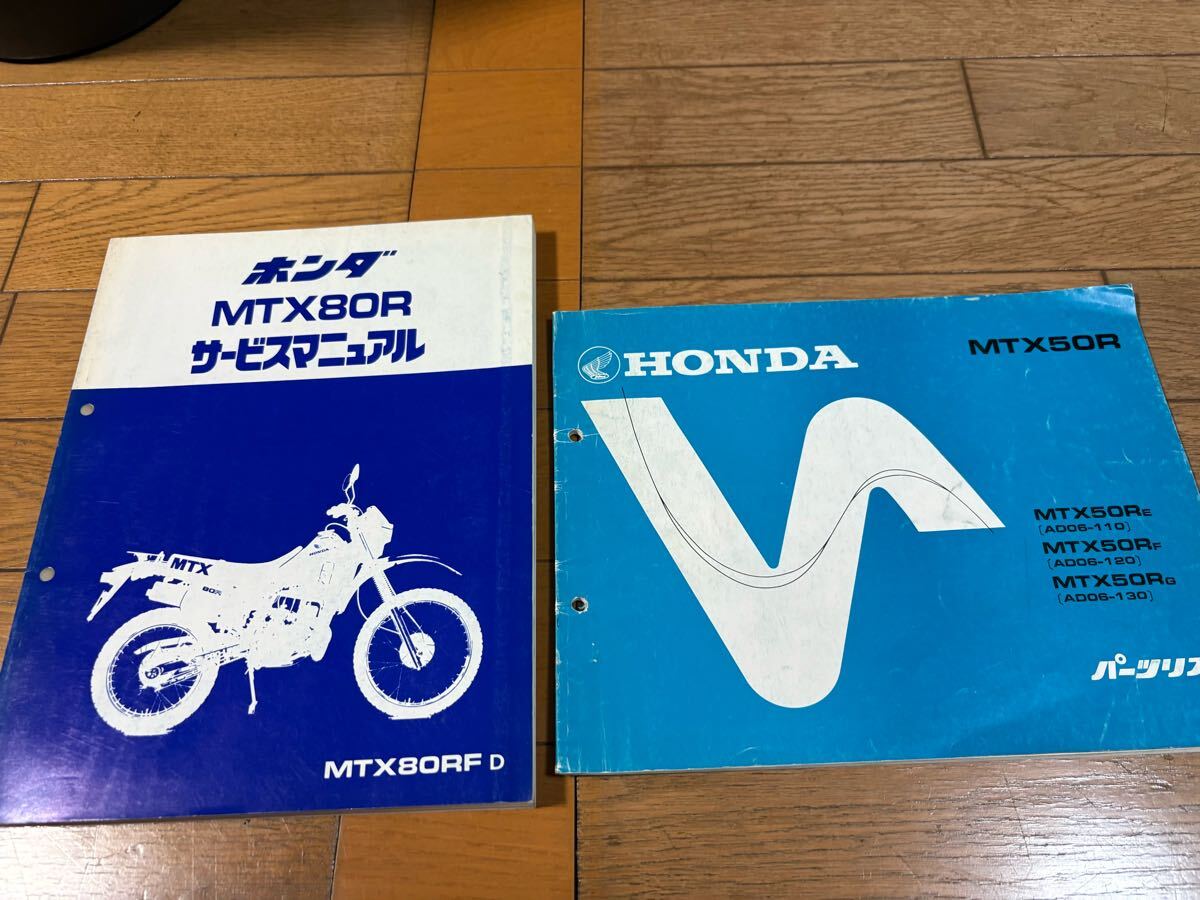 ホンダ
MTX80R
サービスマニュアル
HONDA
MTX
80R
MTX80RF D
HONDA
MTX50R
MTX50RE
(AD06-110)
MTX50RF
(AD06-120)
MTX50RG
(AD06-130)
パーツリス